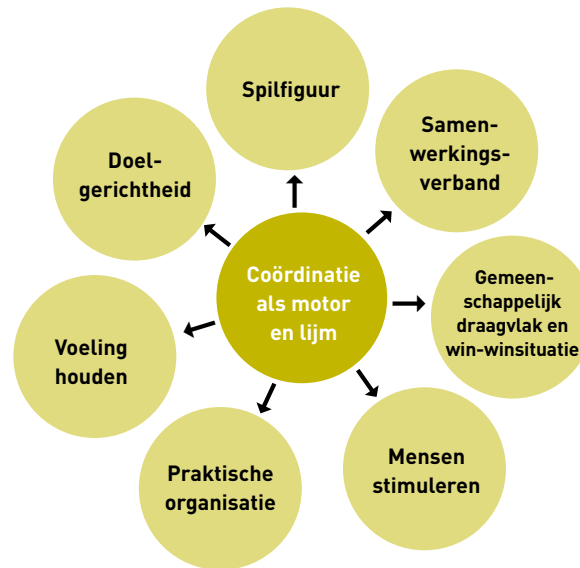 Spilfiguur
Samen-
werkings-
verband
Gemeen-
schappelijk
draagvlak en
win-winsituatie
Mensen
stimuleren
Praktische
organisatie
Voeling
houden
Doel-
gerichtheid
Coördinatie
als motor
en lijm